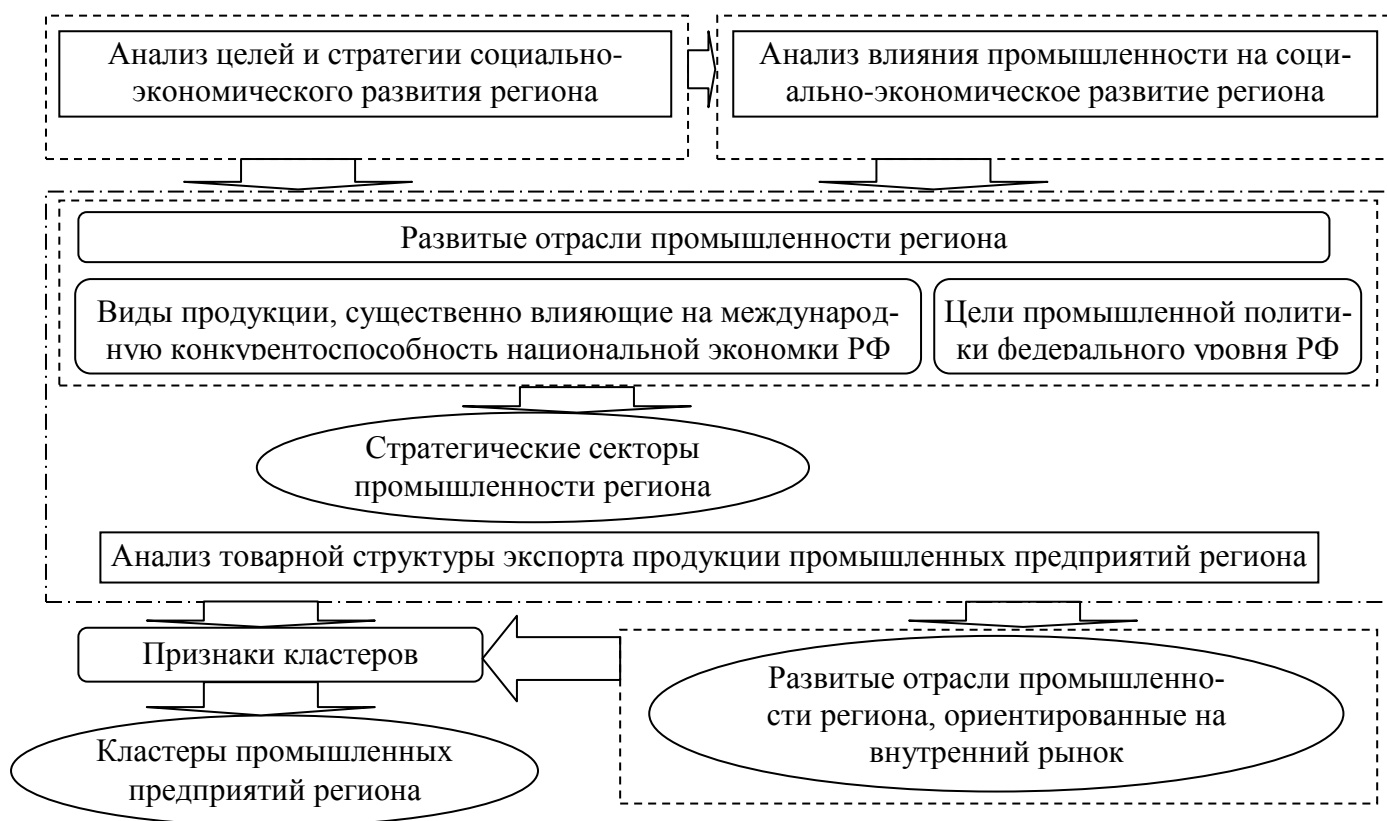 Анализ целей и стратегии социально-
экономического развития региона
Анализ влияния промышленности на соци-
ально-экономическое развитие региона
Развитые отрасли промышленности региона
Виды продукции, существенно влияющие на международ-
ную конкурентоспособность национальной экономки РФ
Цели промышленной полити-
ки федерального уровня РФ
Стратегические секторы
промышленности региона
Анализ товарной структуры экспорта продукции промышленных предприятий региона
Признаки кластеров
Развитые отрасли промышленно-
сти региона, ориентированные на
внутренний рынок
Кластеры промышленных
предприятий региона